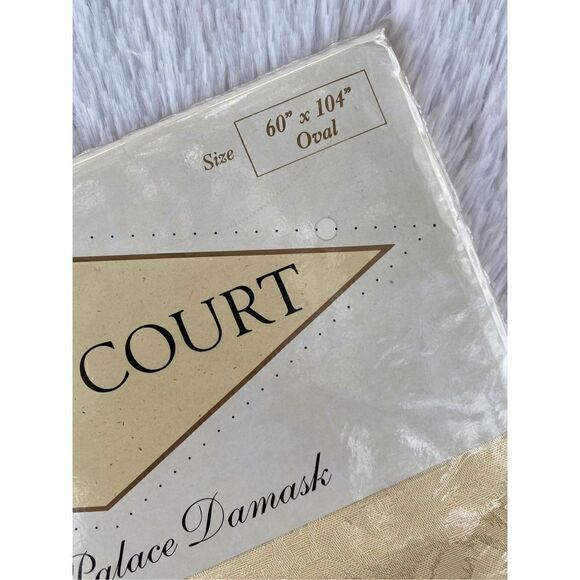 Size
60" x 104"
Oval
COURT
Palace Damask